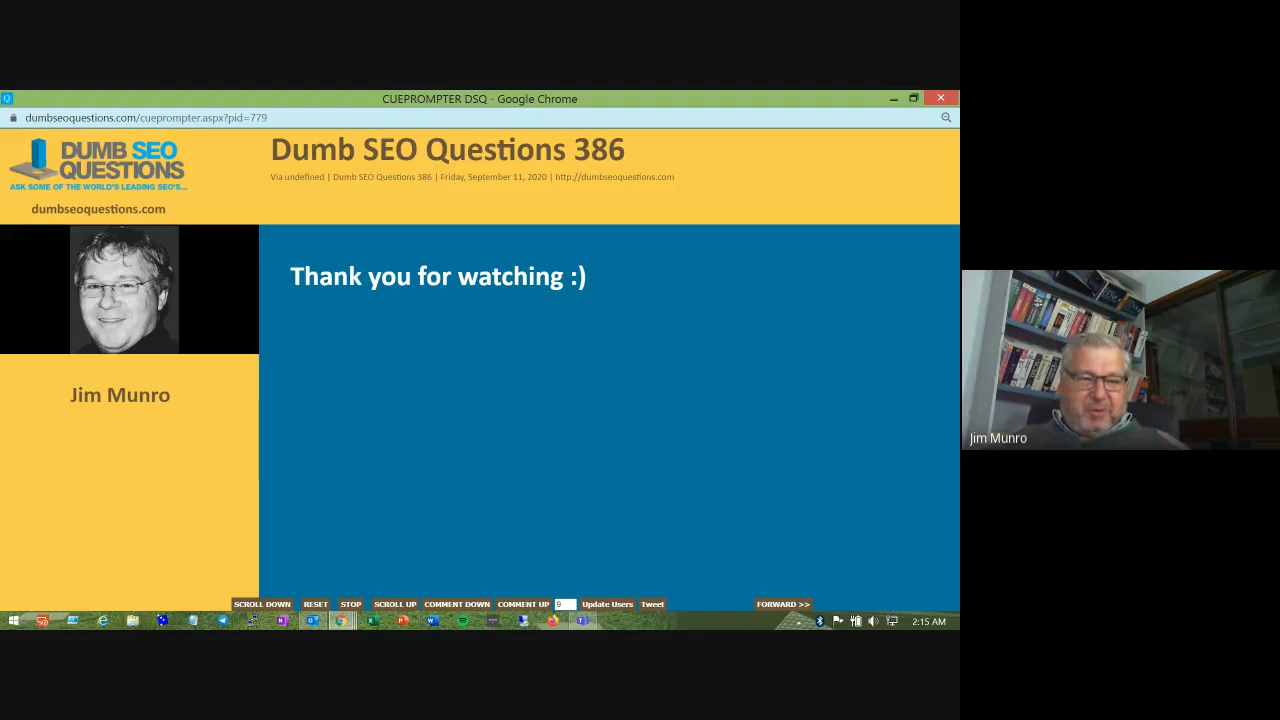 CUEPROMPTER DSQ - Google Chrome
dumbseoquestions.com/cueprompter.aspx?pid=779
DUMB SEO
QUESTIONS
ASK SOME OF THE WORLD'S LEADING SEO'S...
dumbseoquestions.com
Dumb SEO Questions 386
Via undefined | Dumb SEO Questions 386 | Friday, September 11, 2020 | http://dumbseoquestions.com
Thank you for watching :)
Jim Munro
Jim Munro
SCROLL DOWN RESET STOP SCROLL UP COMMENT DOWN COMMENT UP 9 Update Users Tweet FORWARD >>
2:15 AM